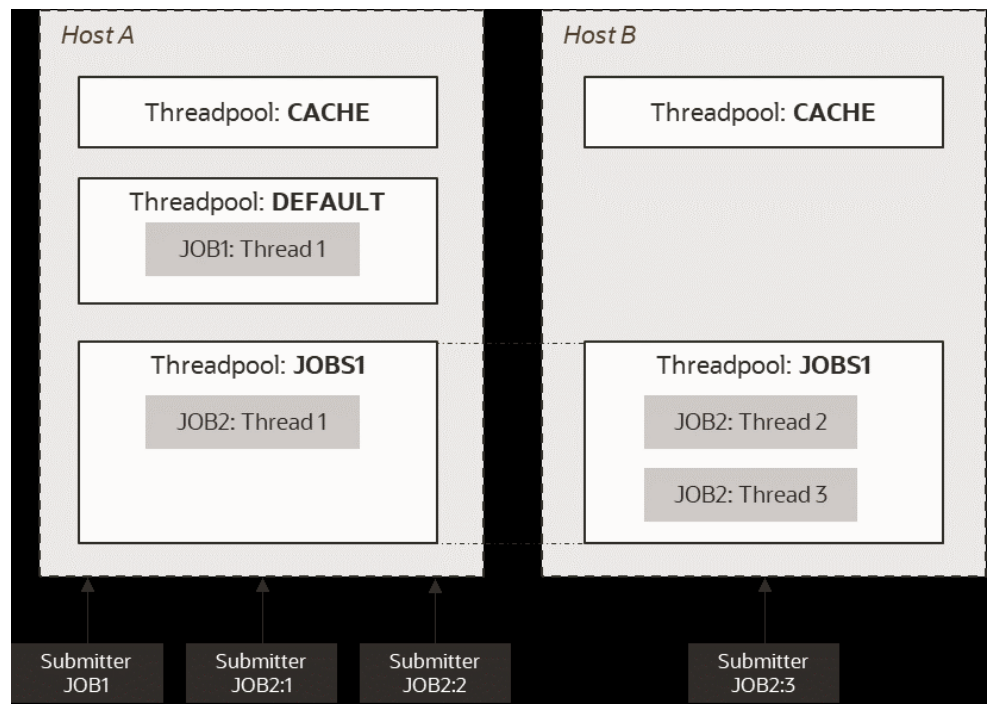 Host A
Threadpool: CACHE
Threadpool: DEFAULT
JOB1: Thread 1
Threadpool: JOBS1
JOB2: Thread 1
Host B
Threadpool: CACHE
Threadpool: JOBS1
JOB2: Thread 2
JOB2: Thread 3
Submitter
JOB1
Submitter
JOB2:1
Submitter
JOB2:2
Submitter
JOB2:3